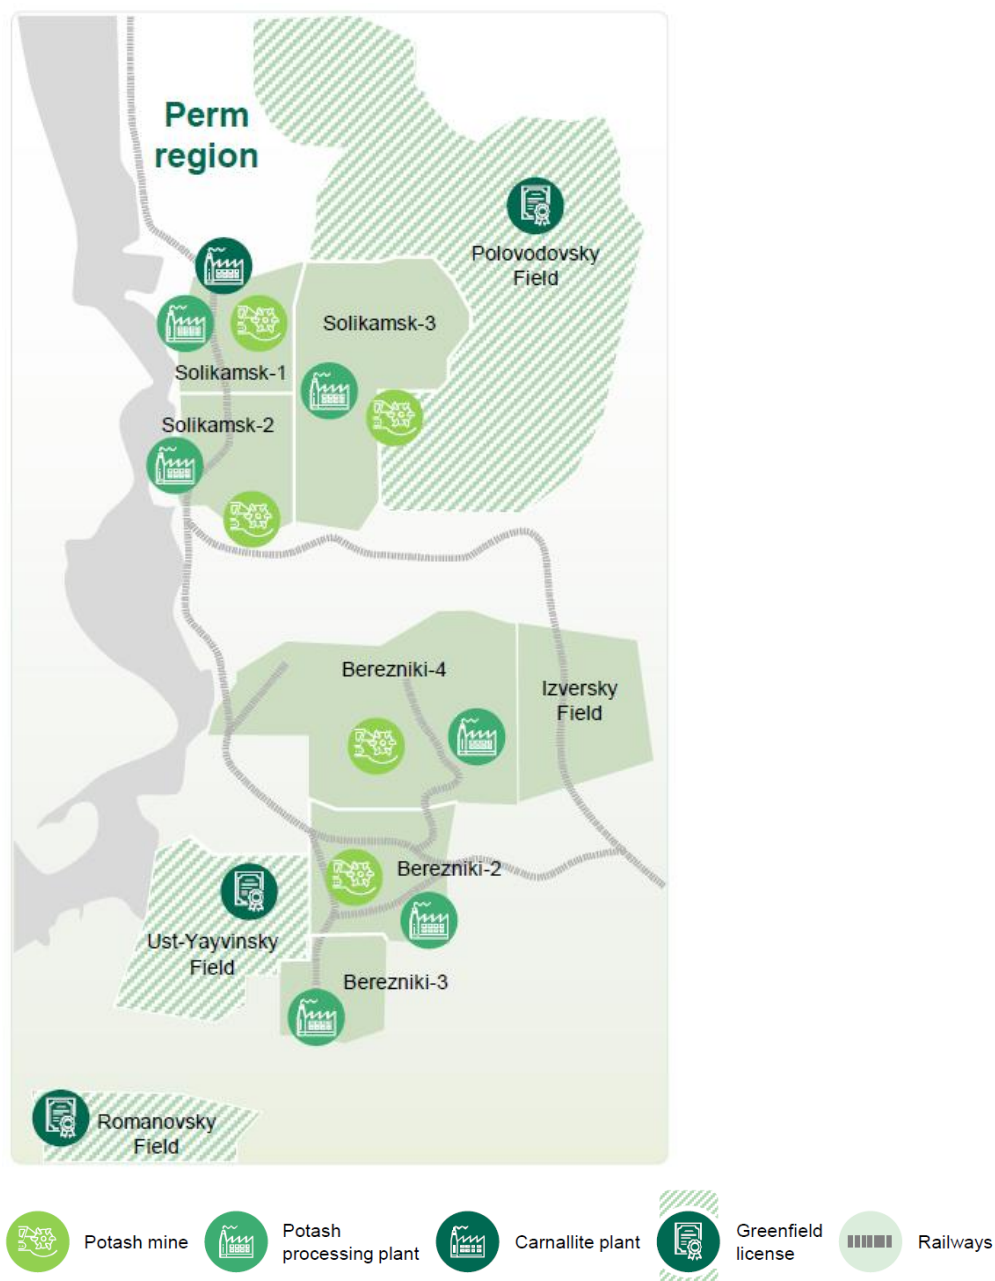 Perm
region
Polovodovsky
Field
Solikamsk-3
Solikamsk-1
Solikamsk-2
Berezniki-4
Izversky
Field
Berezniki-2
Ust-Yayvinsky
Field
Berezniki-3
Romanovsky
Field
Potash mine
Potash
processing plant
Carnallite plant
Greenfield
license
Railways